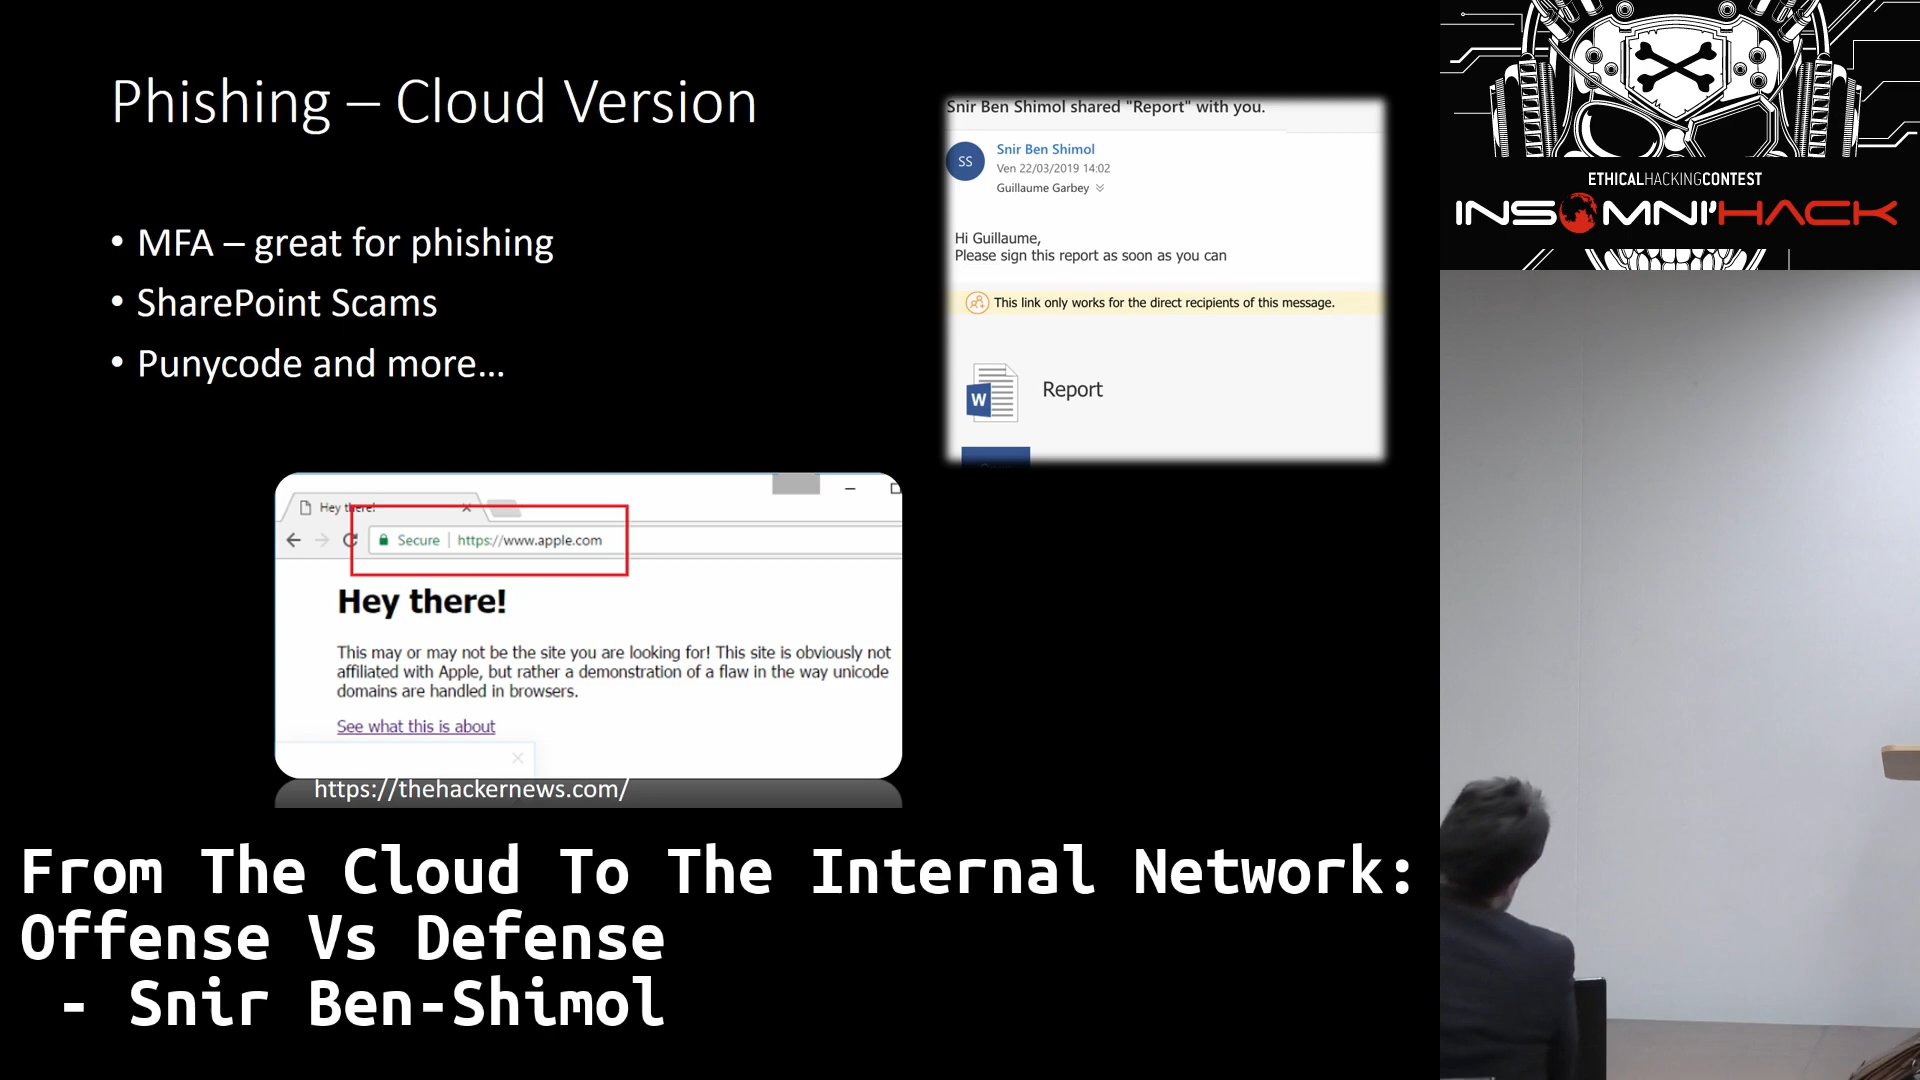 Phishing – Cloud Version
• MFA – great for phishing
• SharePoint Scams
• Punycode and more...
Snir Ben Shimol shared "Report" with you.
SS
Snir Ben Shimol
Ven 22/03/2019 14:02
Guillaume Garbey
Hi Guillaume,
Please sign this report as soon as you can
This link only works for the direct recipients of this message.
W
Report
Hey there!
Secure | https://www.apple.com
Hey there!
This may or may not be the site you are looking for! This site is obviously not
affiliated with Apple, but rather a demonstration of a flaw in the way unicode
domains are handled in browsers.
See what this is about
https://thehackernews.com/
From The Cloud To The Internal Network:
Offense Vs Defense
- Snir Ben-Shimol
ETHICALHACKINGCONTEST
INSOMNI'HACK